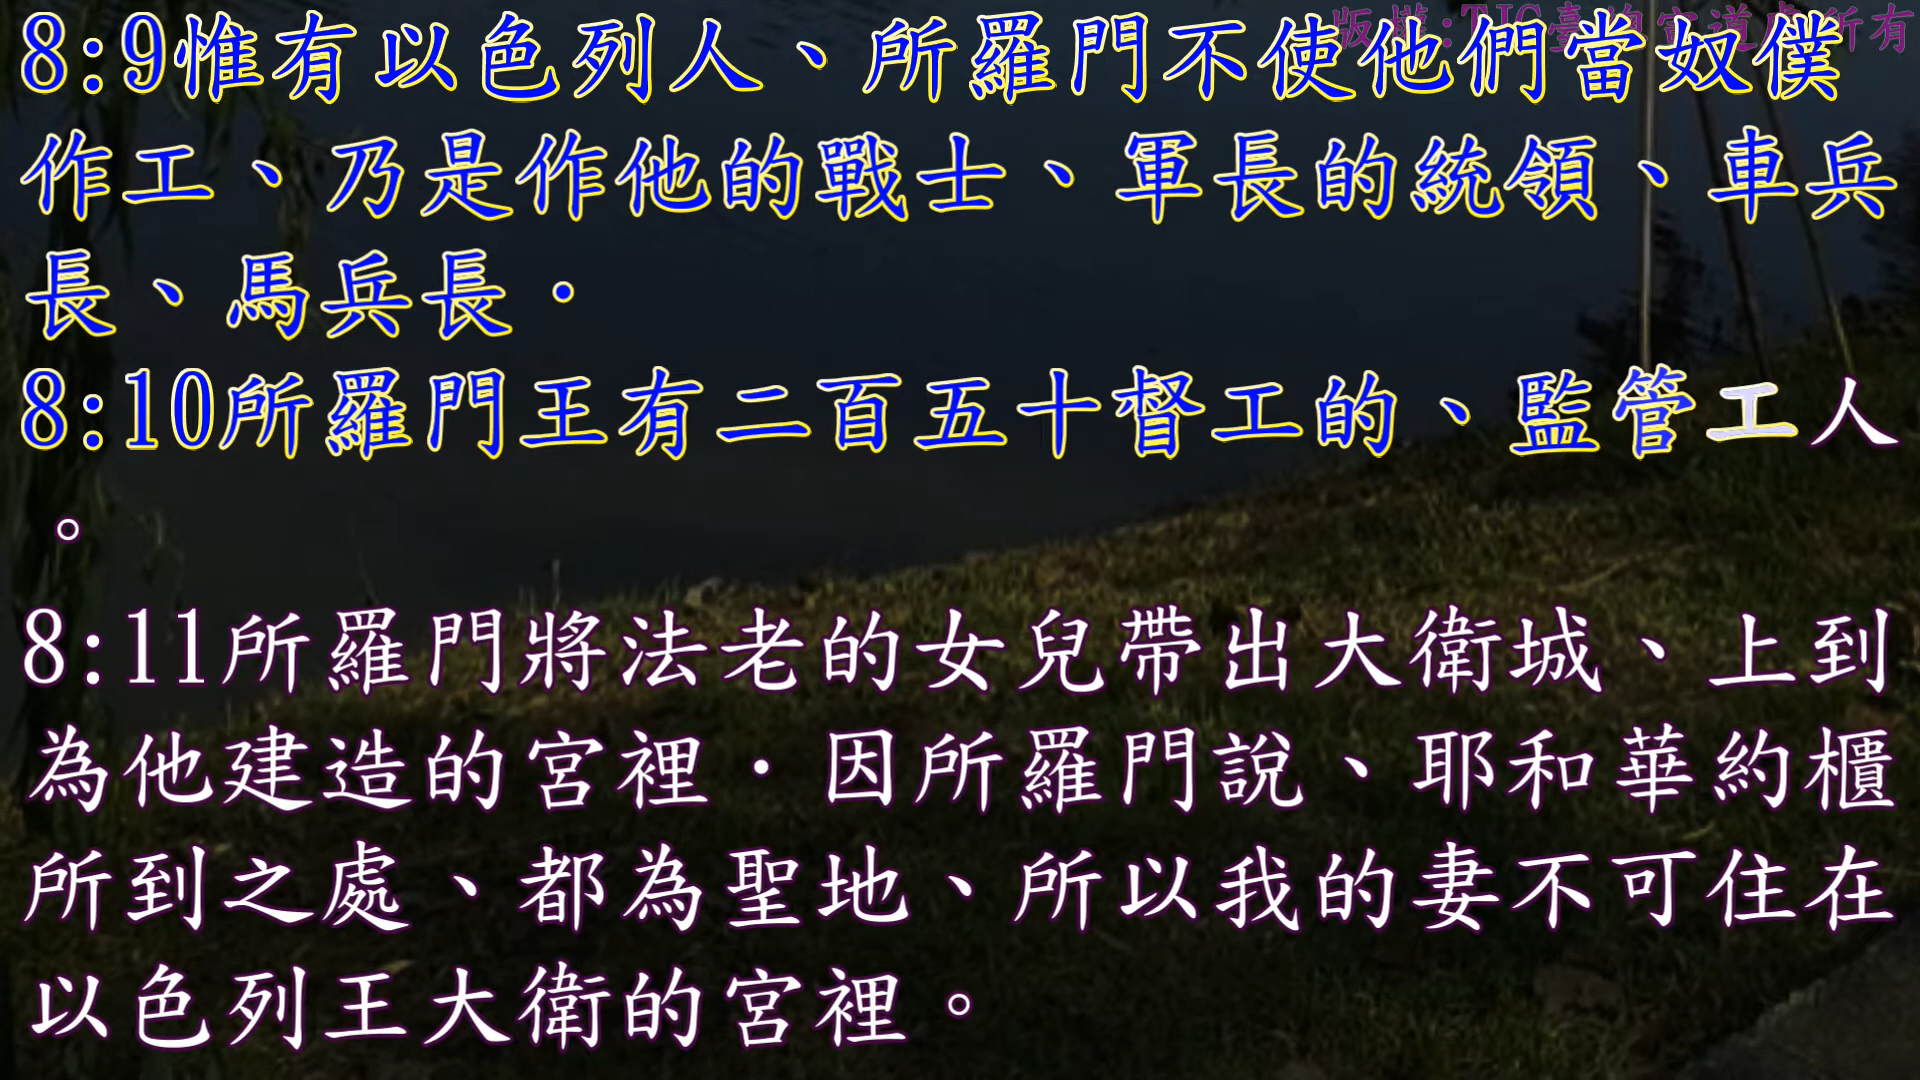 版權:TJC臺
8:9惟有以色列人、所羅門不使他們當奴僕
作工、乃是作他的戰士、軍長的統領、車兵
長、馬兵長．
8:10所羅門王有二百五十督工的、監管工人
。
8:11所羅門將法老的女兒帶出大衛城、上到
為他建造的宮裡．因所羅門說、耶和華約櫃
所到之處、都為聖地、所以我的妻不可住在
以色列王大衛的宮裡。